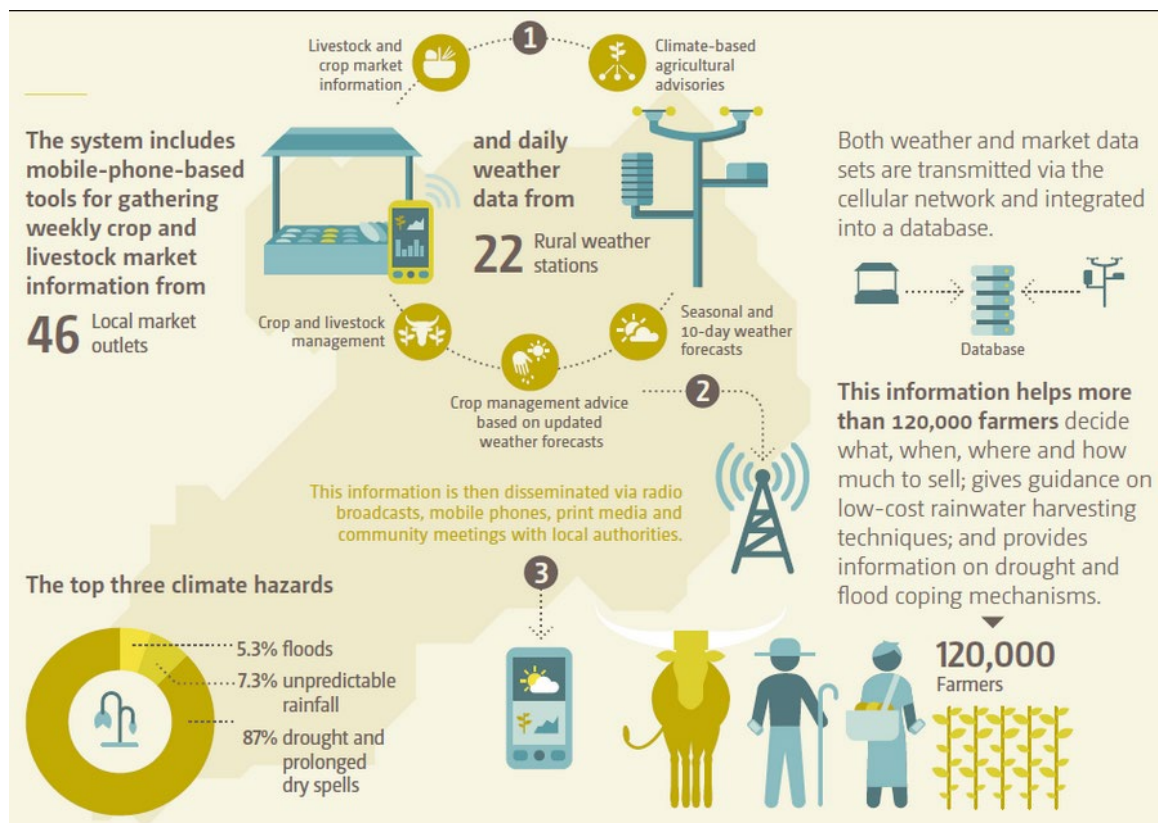 Livestock and
crop market
information
1
Climate-based
agricultural
advisories
The system includes
mobile-phone-based
tools for gathering
weekly crop and
livestock market
information from
46 Local market
outlets
and daily
weather
data from
22 Rural weather
stations
Both weather and market data
sets are transmitted via the
cellular network and integrated
into a database.
Database
Crop and livestock
management
Seasonal and
10-day weather
forecasts
Crop management advice
based on updated
weather forecasts
2
This information is then disseminated via radio
broadcasts, mobile phones, print media and
community meetings with local authorities.
3
This information helps more
than 120,000 farmers decide
what, when, where and how
much to sell; gives guidance on
low-cost rainwater harvesting
techniques; and provides
information on drought and
flood coping mechanisms.
120,000
Farmers
The top three climate hazards
5.3% floods
7.3% unpredictable
rainfall
87% drought and
prolonged
dry spells